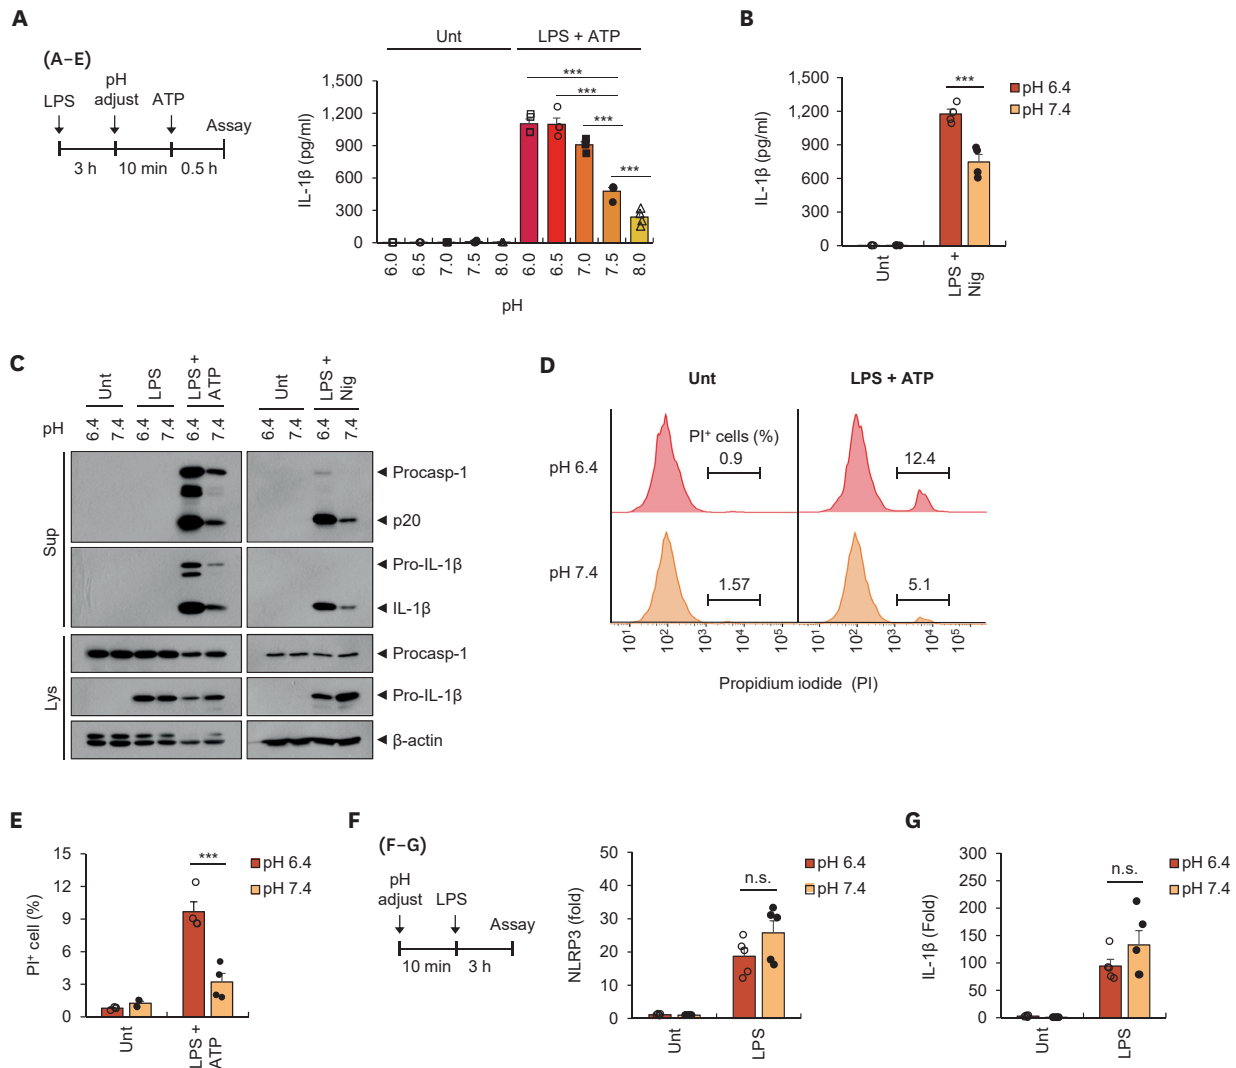 A
(A–E)
LPS
pH
adjust
ATP
Assay
3 h
10 min
0.5 h
Unt
LPS + ATP
IL-1β (pg/ml)
1,500
1,200
900
600
300
0
***
***
***
***
6.0
6.5
7.0
7.5
8.0
6.0
6.5
7.0
7.5
8.0
pH
B
IL-1β (pg/ml)
1,500
1,200
900
600
300
0
***
pH 6.4
pH 7.4
Unt
LPS +
Nig
C
Unt
LPS
LPS +
ATP
Unt
LPS +
Nig
pH
6.4
7.4
6.4
7.4
6.4
7.4
6.4
7.4
6.4
7.4
Sup
Procasp-1
p20
Pro-IL-1β
IL-1β
Lys
Procasp-1
Pro-IL-1β
β-actin
D
Unt
LPS + ATP
pH 6.4
PI⁺ cells (%)
0.9
12.4
pH 7.4
1.57
5.1
10¹
10²
10³
10⁴
10⁵
10¹
10²
10³
10⁴
10⁵
Propidium iodide (PI)
E
PI⁺ cell (%)
15
12
9
6
3
0
***
pH 6.4
pH 7.4
Unt
LPS +
ATP
F
(F–G)
pH
adjust
LPS
Assay
10 min
3 h
NLRP3 (fold)
50
40
30
20
10
0
n.s.
pH 6.4
pH 7.4
Unt
LPS
G
IL-1β (Fold)
300
250
200
150
100
50
0
n.s.
pH 6.4
pH 7.4
Unt
LPS